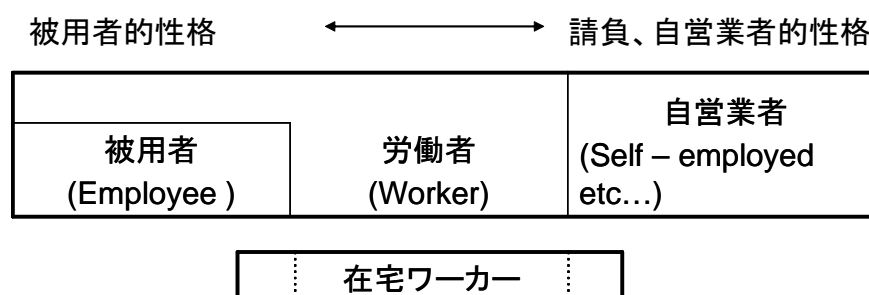 被用者的性格
請負、自営業者的性格
被用者
(Employee )
労働者
(Worker)
自営業者
(Self – employed
etc…)
在宅ワーカー